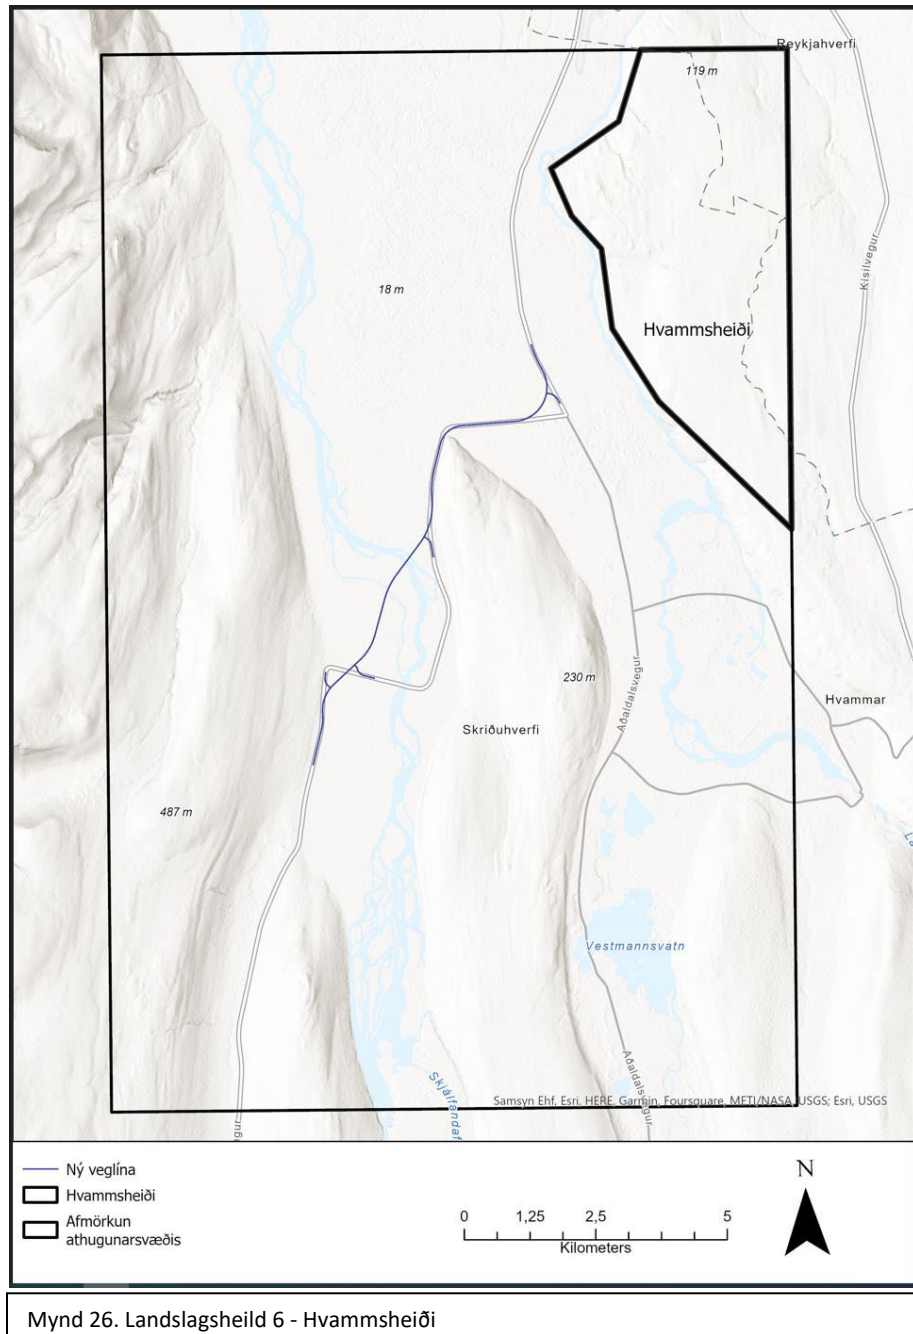 Reykjahverfi
119 m
Kísilvegur
18 m
Hvammsheiði
Aðaldalsvegur
230 m
Hvammar
Skriðuhverfi
487 m
Vestmannsvatn
Aðaldalsvegur
Skjálfandaf
Samsyn Ehf, Esri, HERE, Garmin, Foursquare, METI/NASA, USGS; Esri, USGS
egur
Ný veglína
Hvammsheiði
Afmörkun
athugunarsvæðis
0 1,25 2,5 5
Kilometers
N
Mynd 26. Landslagsheild 6 - Hvammsheiði